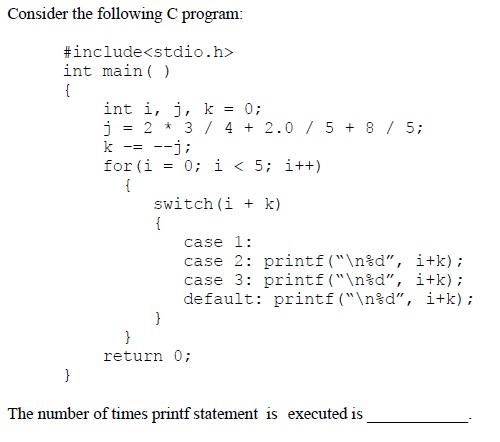 Consider the following C program:
#include<stdio.h>
int main( )
{
int i, j, k = 0;
j = 2 * 3 / 4 + 2.0 / 5 + 8 / 5;
k -= --j;
for(i = 0; i < 5; i++)
{
switch(i + k)
{
case 1:
case 2: printf(“\n%d”, i+k);
case 3: printf(“\n%d”, i+k);
default: printf(“\n%d”, i+k);
}
}
return 0;
}
The number of times printf statement is executed is ____________.